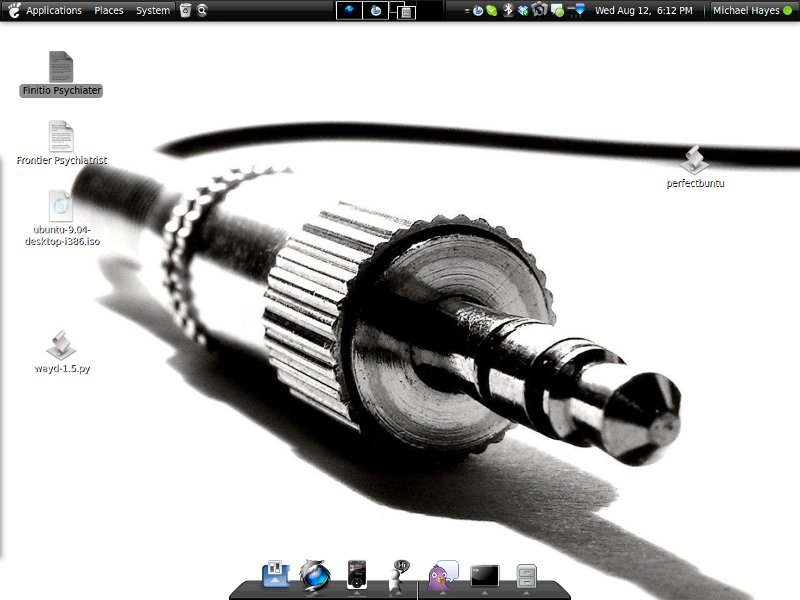 Applications Places System
Wed Aug 12, 6:12 PM
Michael Hayes
Finitio Psychiater
Frontier Psychiatrist
perfectbuntu
ubuntu-9.04-
desktop-i386.iso
wayd-1.5.py
Hi